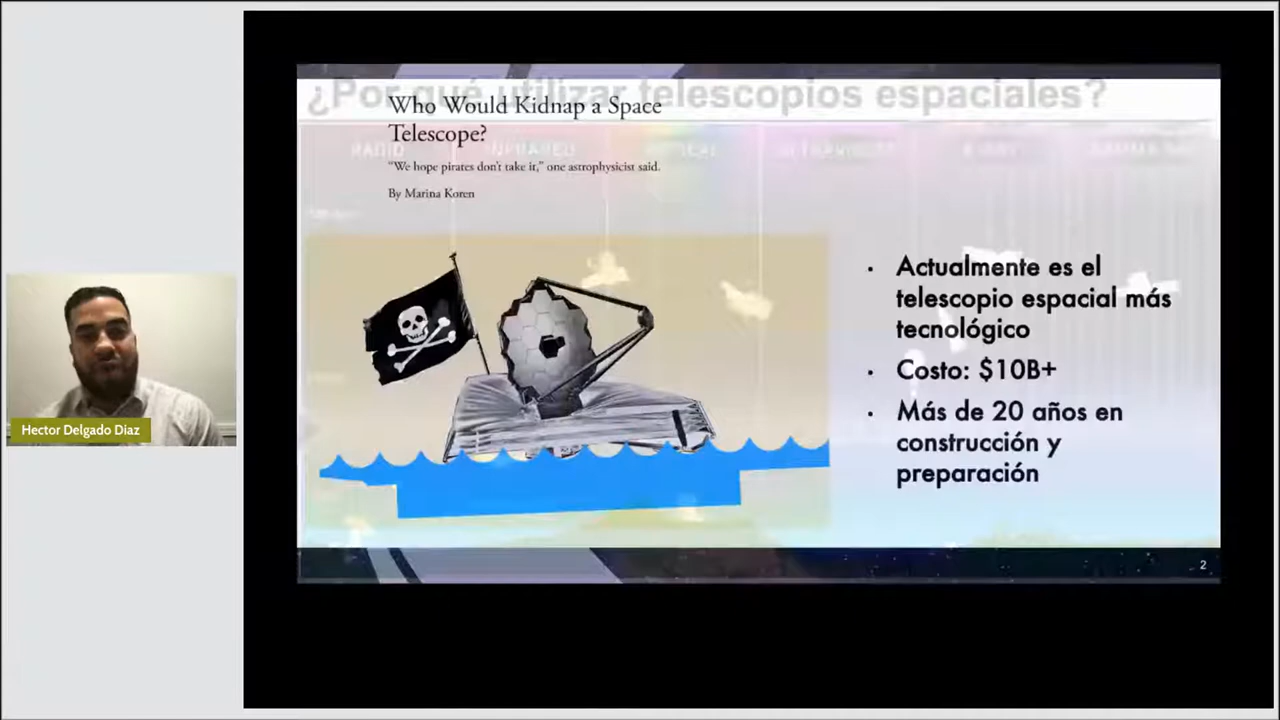 ¿Por qué utilizar telescopios espaciales?
Who Would Kidnap a Space
Telescope?
RADIO
"We hope pirates don't take it," one astrophysicist said.
By Marina Koren
• Actualmente es el
telescopio espacial más
tecnológico
• Costo: $10B+
• Más de 20 años en
construcción y
preparación
Hector Delgado Diaz
2